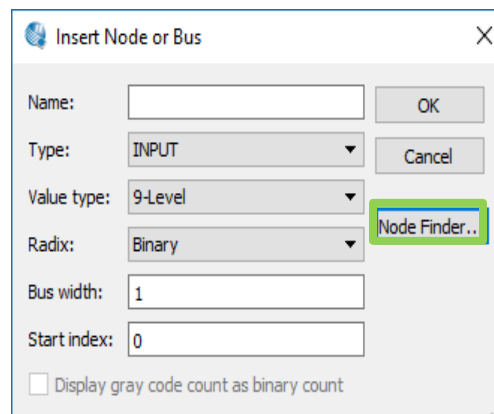 Insert Node or Bus
Name:
OK
Type: INPUT
Cancel
Value type: 9-Level
Node Finder..
Radix: Binary
Bus width: 1
Start index: 0
Display gray code count as binary count